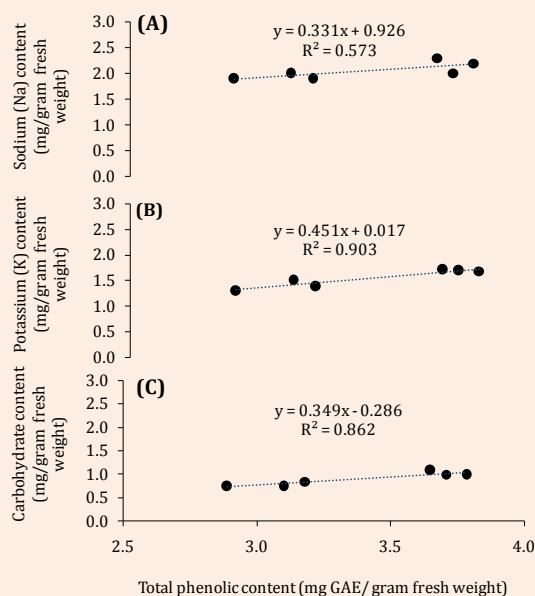 (A)
y = 0.331x + 0.926
R² = 0.573
Sodium (Na) content
(mg/gram fresh
weight)
3.0
2.5
2.0
1.5
1.0
0.5
0.0
(B)
y = 0.451x + 0.017
R² = 0.903
Potassium (K) content
(mg/gram fresh
weight)
3.0
2.5
2.0
1.5
1.0
0.5
0.0
(C)
y = 0.349x - 0.286
R² = 0.862
Carbohydrate content
(mg/gram fresh
weight)
3.0
2.5
2.0
1.5
1.0
0.5
0.0
2.5 3.0 3.5 4.0
Total phenolic content (mg GAE/ gram fresh weight)